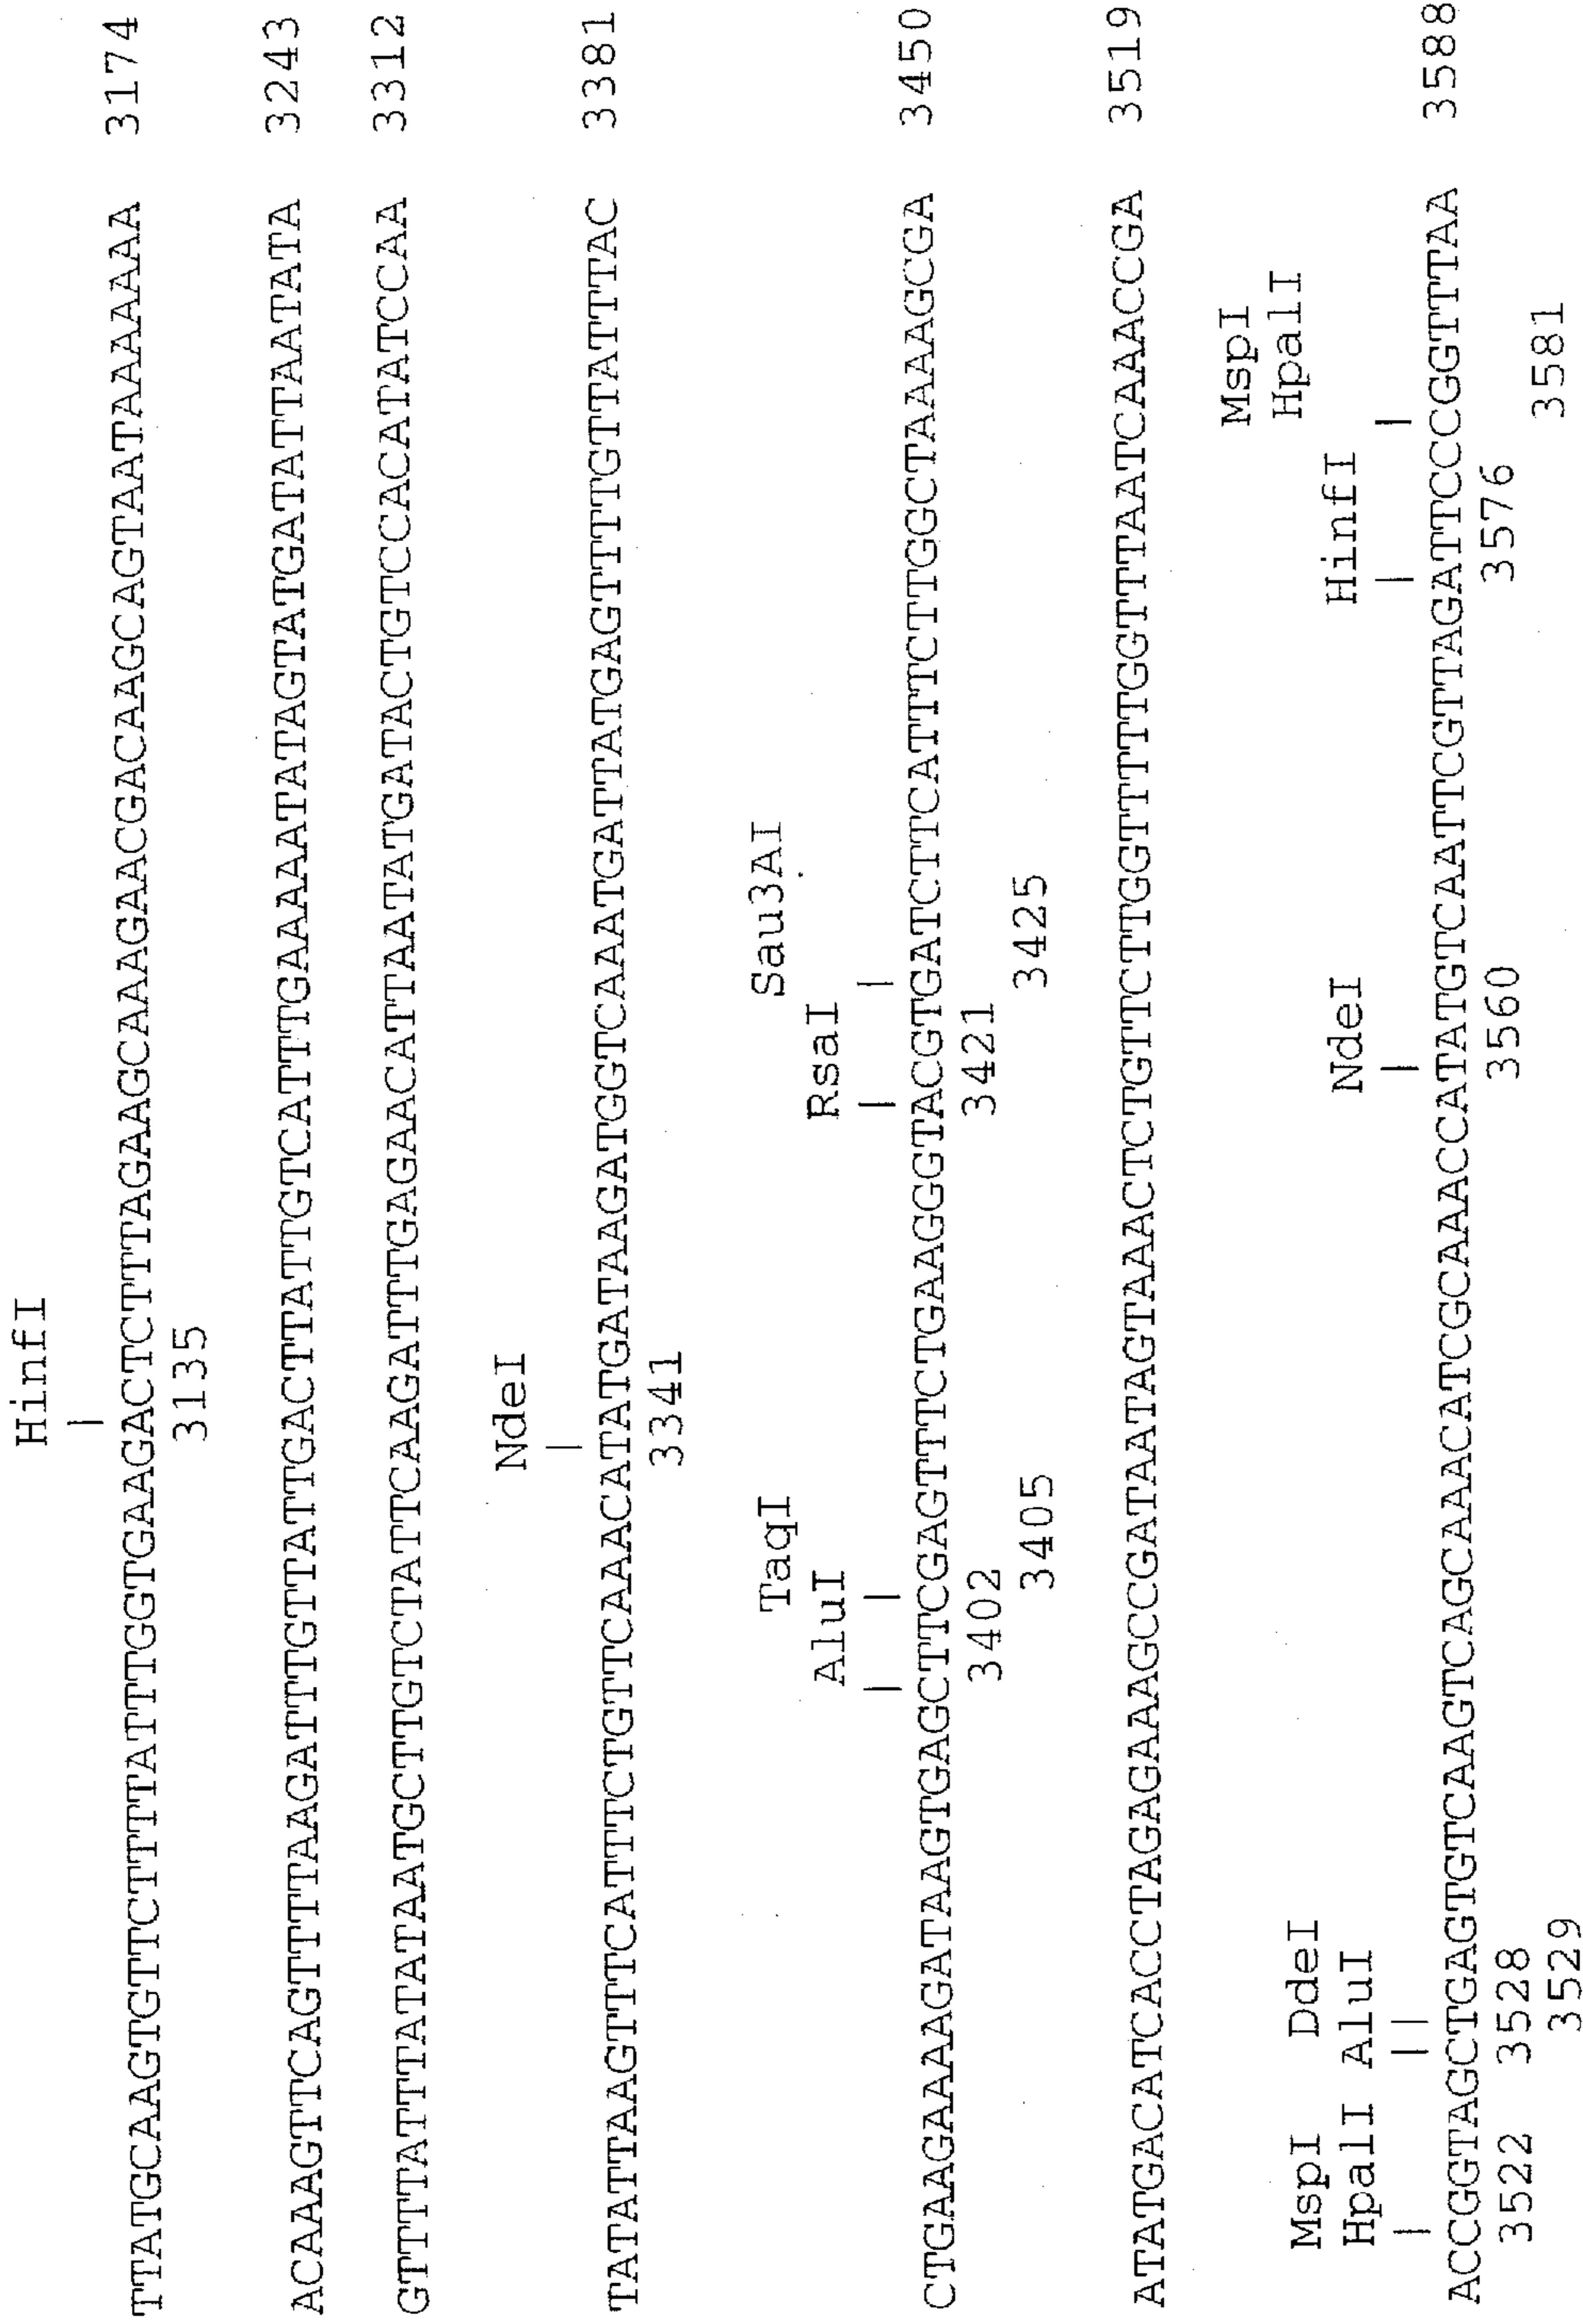 HinfI
TTATGCAAGTGTTCTTTTATTTGGTGAAGACTCTTTAGAAGCAAAGAACGACAAGCAGTAATAAAAAAA 3174
3135
ACAAAGTTCAGTTTTAAGATTTGTTATTGACTTATTGTCATTTGAAAAATATAGTATGATATTAATATA 3243
GTTTTATTTATATAATGCTTGTCTATTCAAGATTTGAGAACATTAATATGATACTGTCCACATATCCAA 3312
NdeI
TATATTAAGTTTCATTTCTGTTCAAACATATGATAAGATGGTCAAATGATTATGAGTTTTGTTATTTAC 3381
3341
TaqI Sau3AI
AluI RsaI
CTGAAGAAAAGATAAGTGAGCTTCGAGTTTCTGAAGGGTACGTGATCTTCATTTCTTGGCTAAAAGCGA 3450
3402 3421
3405 3425
ATATGACATCACCTAGAGAAAGCCGATAATAGTAAACTCTGTTCTTGGTTTTTGGTTTAATCAAACCGA 3519
MspI
MspI DdeI HpaII
HpaII AluI NdeI HinfI
ACCGGTAGCTGAGTGTCAAGTCAGCAAACATCGCAAACCATATGTCAATTCGTTAGATTCCCGGTTTAA 3588
3522 3528 3560 3576
3529 3581